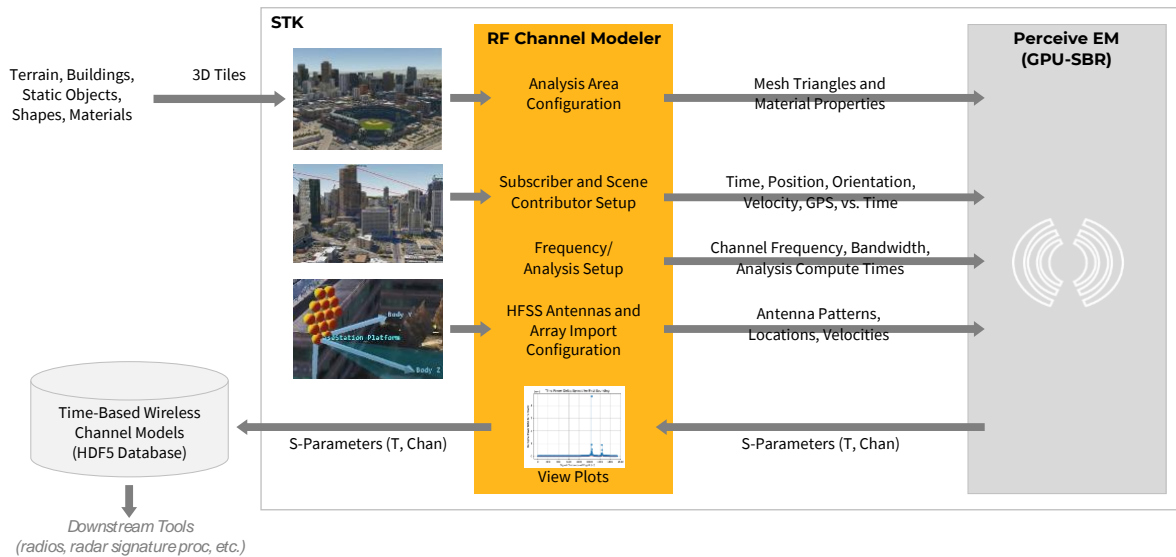 STK
RF Channel Modeler
Perceive EM
(GPU-SBR)
Terrain, Buildings,
Static Objects,
Shapes, Materials
3D Tiles
Analysis Area
Configuration
Mesh Triangles and
Material Properties
Subscriber and Scene
Contributor Setup
Time, Position, Orientation,
Velocity, GPS, vs. Time
Frequency/
Analysis Setup
Channel Frequency, Bandwidth,
Analysis Compute Times
Body Y
Station_Platform
Body Z
HFSS Antennas and
Array Import
Configuration
Antenna Patterns,
Locations, Velocities
Time-Based Wireless
Channel Models
(HDF5 Database)
S-Parameters (T, Chan)
View Plots
S-Parameters (T, Chan)
Downstream Tools
(radios, radar signature proc, etc.)